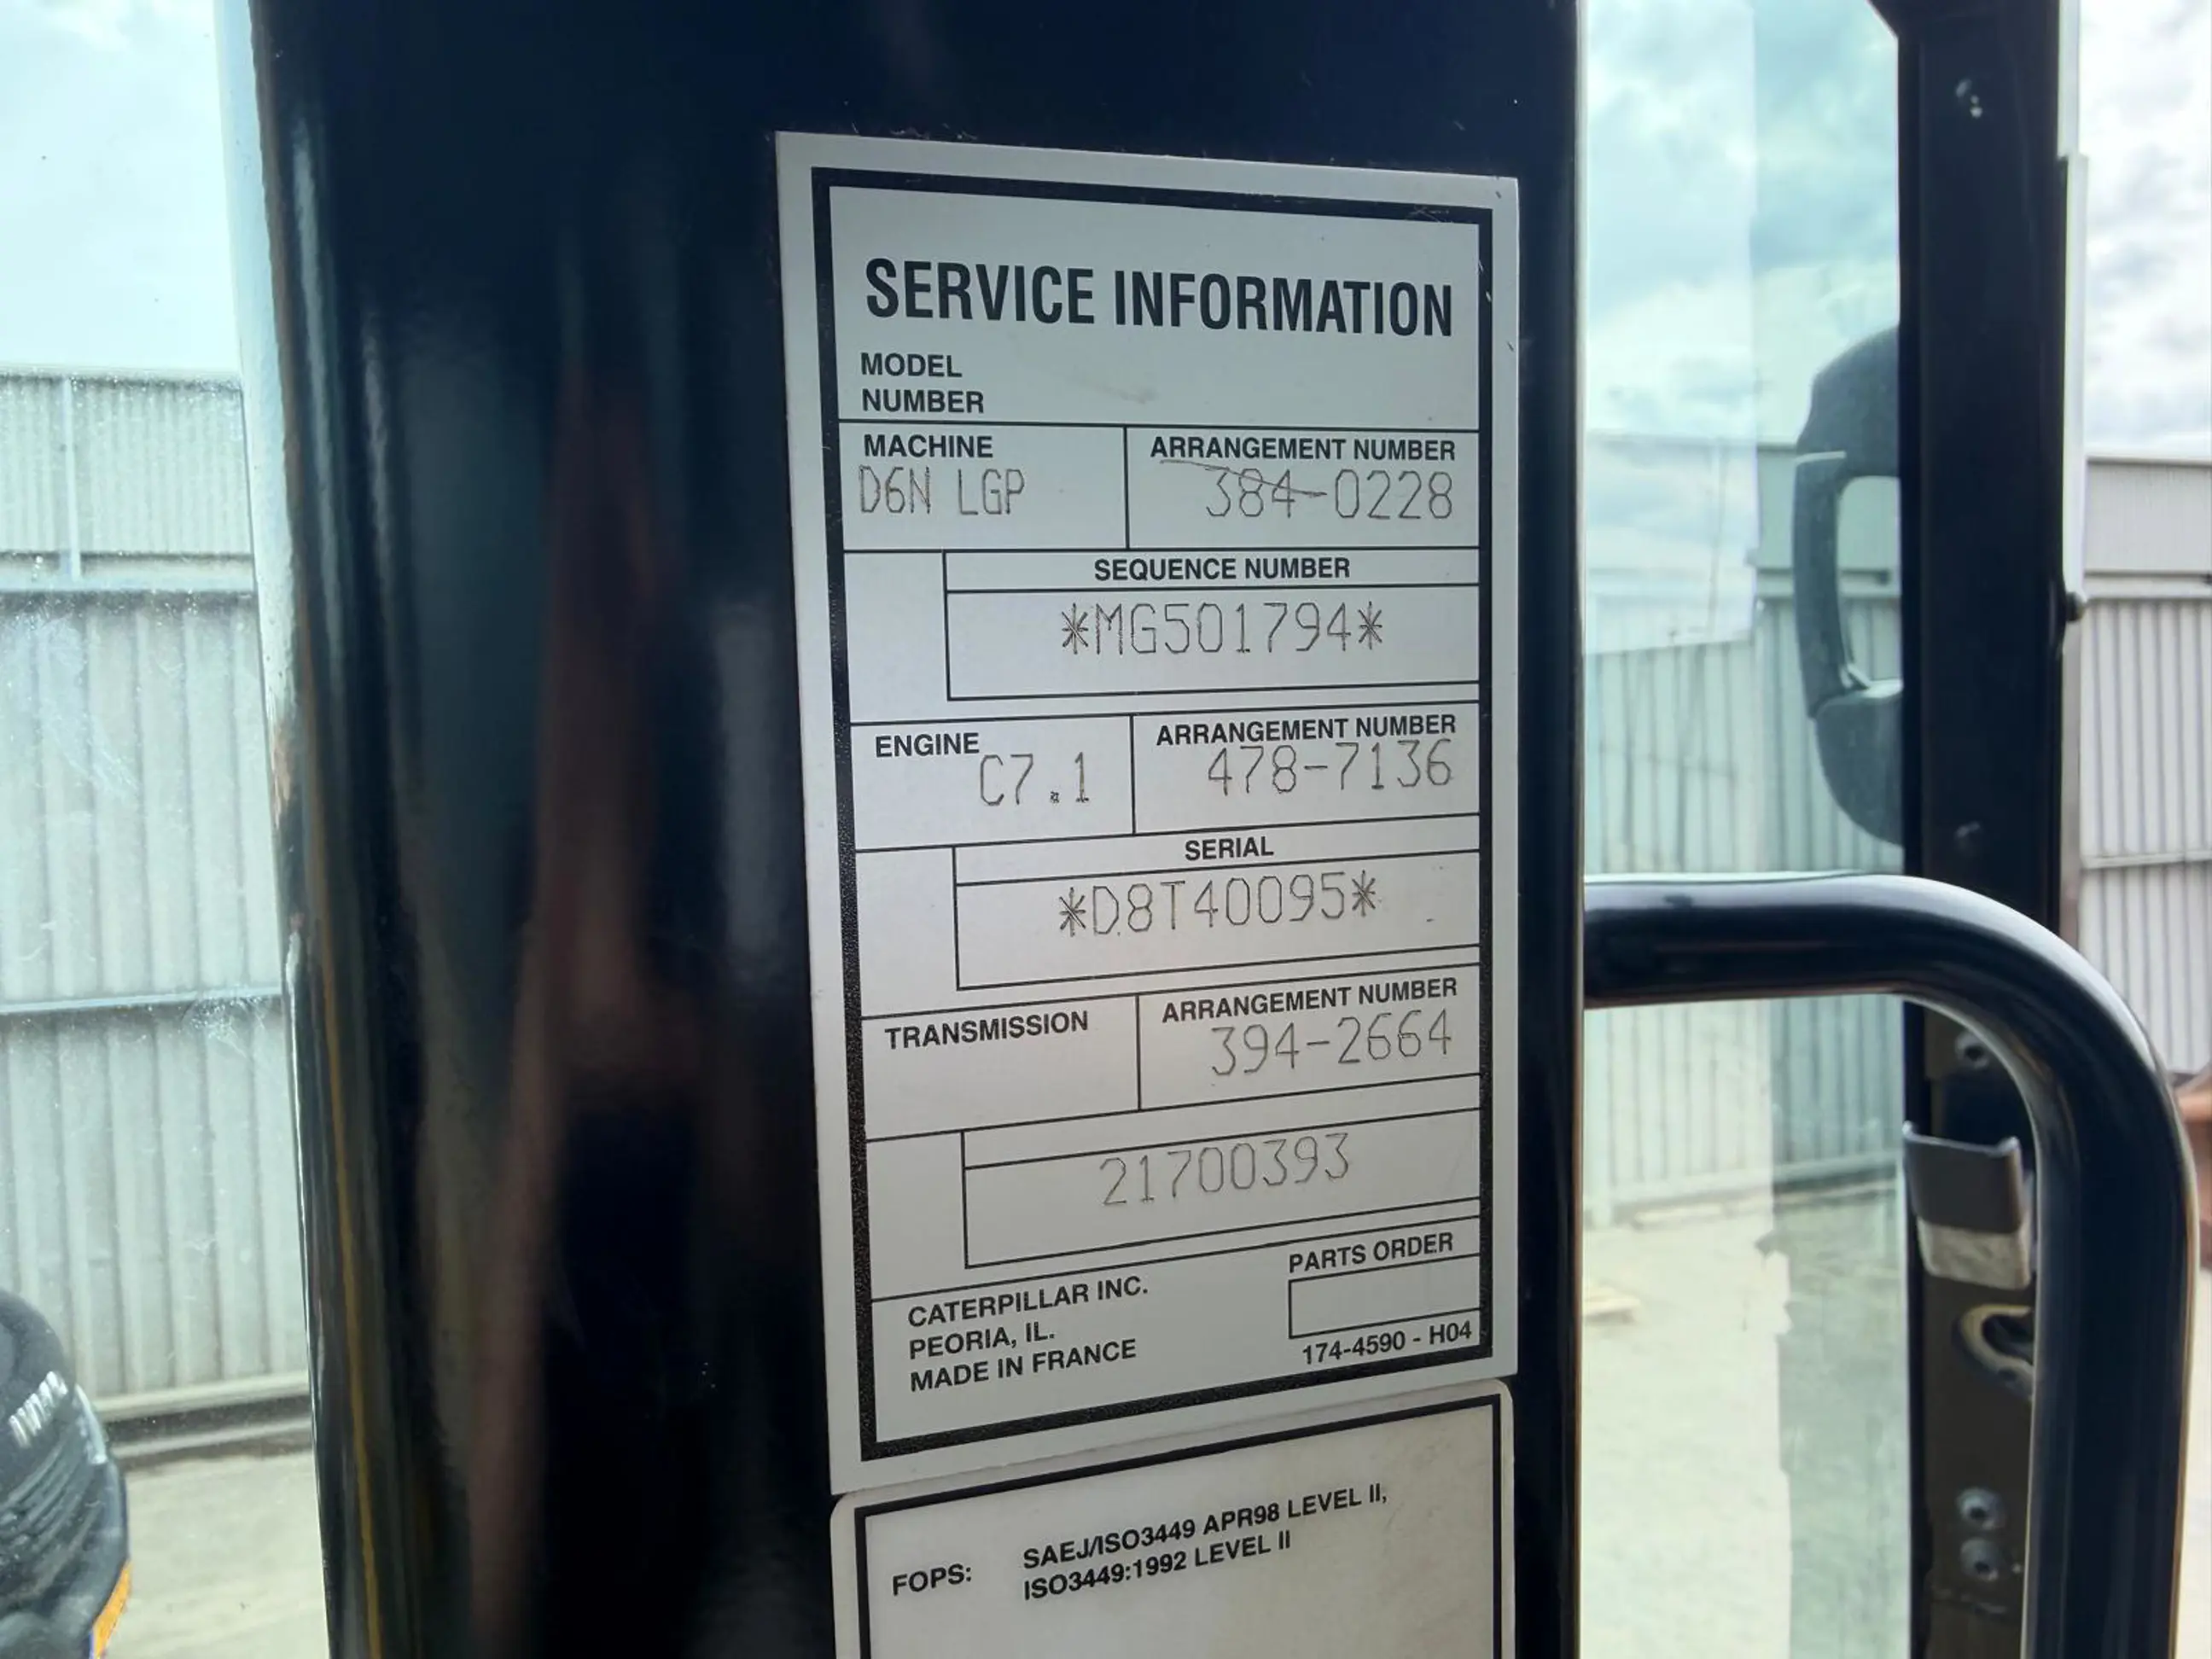 SERVICE INFORMATION
MODEL
NUMBER
MACHINE
D6N LGP
ARRANGEMENT NUMBER
384-0228
SEQUENCE NUMBER
*MG501794*
ENGINE
C7.1
ARRANGEMENT NUMBER
478-7136
SERIAL
*D8T40095*
TRANSMISSION
ARRANGEMENT NUMBER
394-2664
21700393
CATERPILLAR INC.
PEORIA, IL.
MADE IN FRANCE
PARTS ORDER
174-4590 - H04
FOPS:
SAEJ/ISO3449 APR98 LEVEL II,
ISO3449:1992 LEVEL II